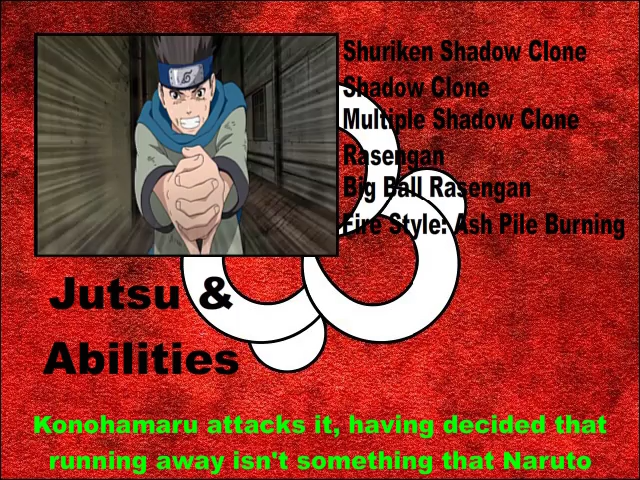 Shuriken Shadow Clone
Shadow Clone
Multiple Shadow Clone
Rasengan
Big Ball Rasengan
Fire Style: Ash Pile Burning
Jutsu &
Abilities
Konohamaru attacks it, having decided that
running away isn't something that Naruto